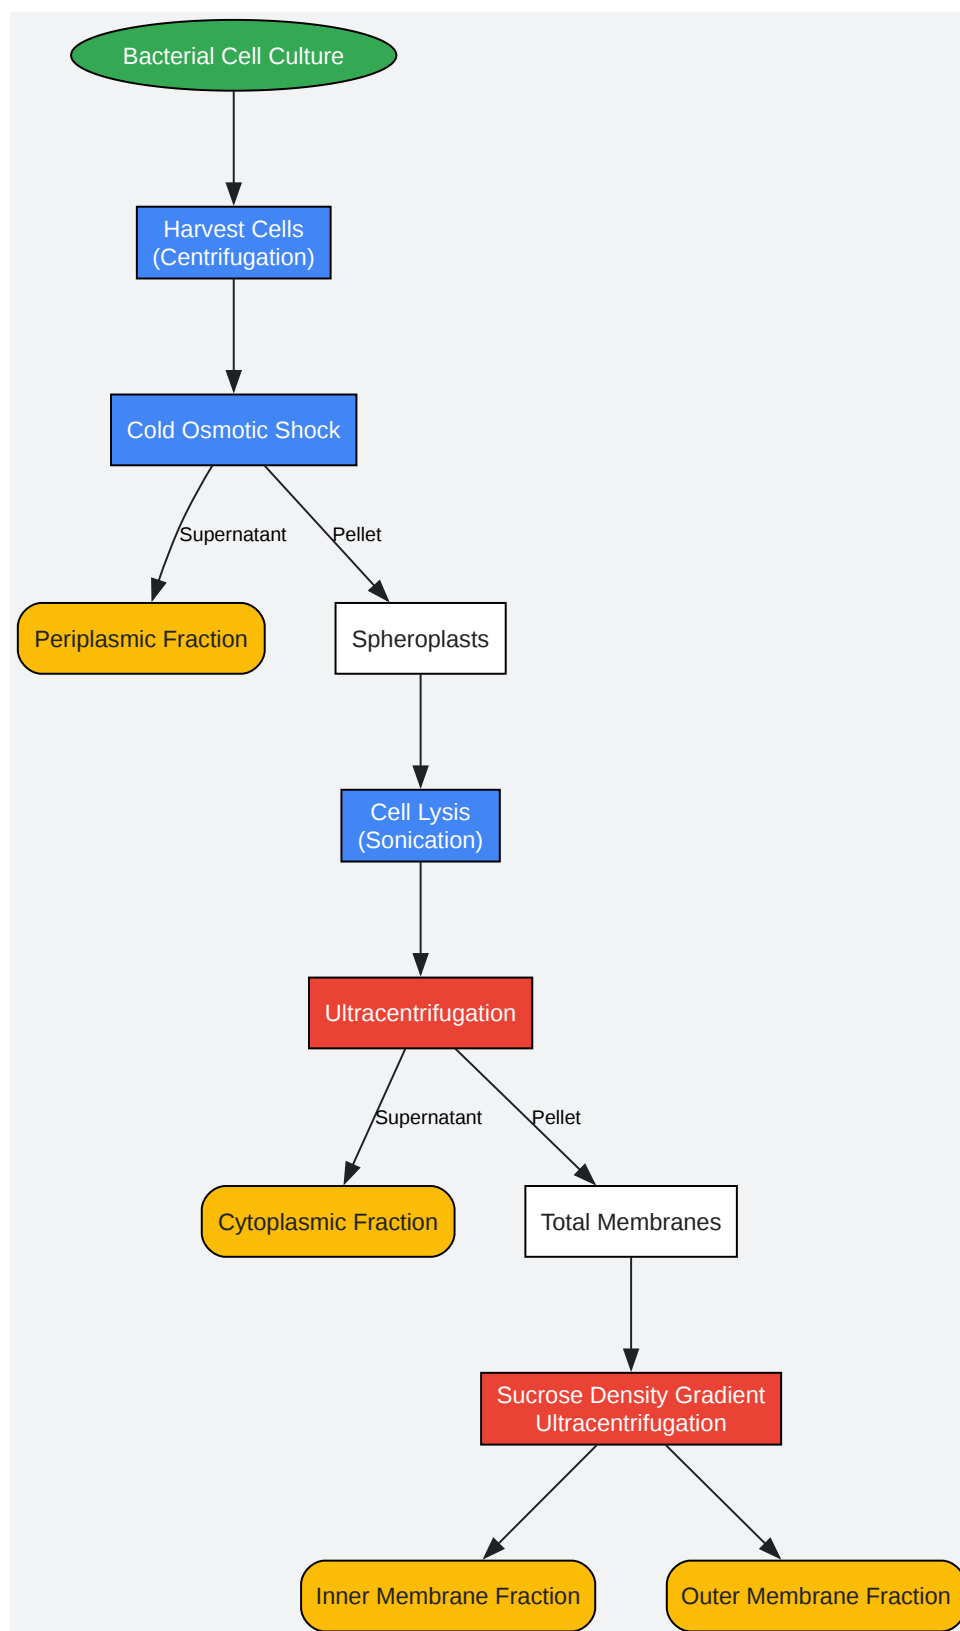 Bacterial Cell Culture
Harvest Cells
(Centrifugation)
Cold Osmotic Shock
Supernatant
Pellet
Periplasmic Fraction
Spheroplasts
Cell Lysis
(Sonication)
Ultracentrifugation
Supernatant
Pellet
Cytoplasmic Fraction
Total Membranes
Sucrose Density Gradient
Ultracentrifugation
Inner Membrane Fraction
Outer Membrane Fraction